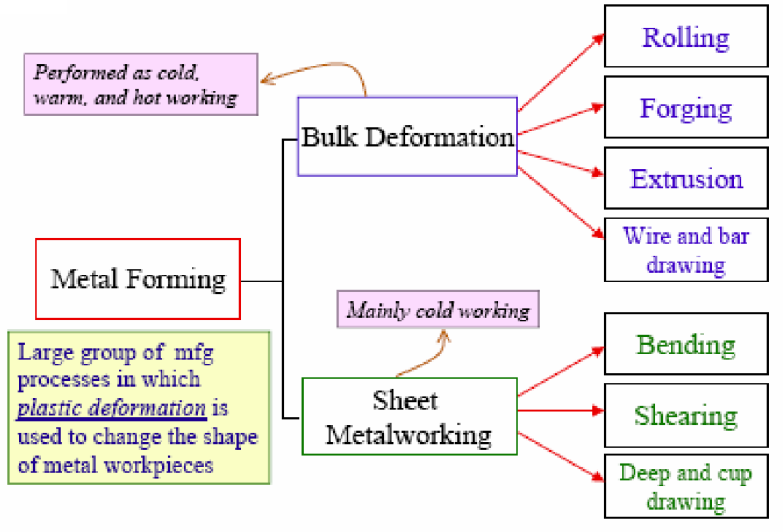 Performed as cold,
warm, and hot working
Bulk Deformation
Rolling
Forging
Extrusion
Wire and bar
drawing
Metal Forming
Large group of mfg
processes in which
plastic deformation is
used to change the shape
of metal workpieces
Mainly cold working
Sheet
Metalworking
Bending
Shearing
Deep and cup
drawing